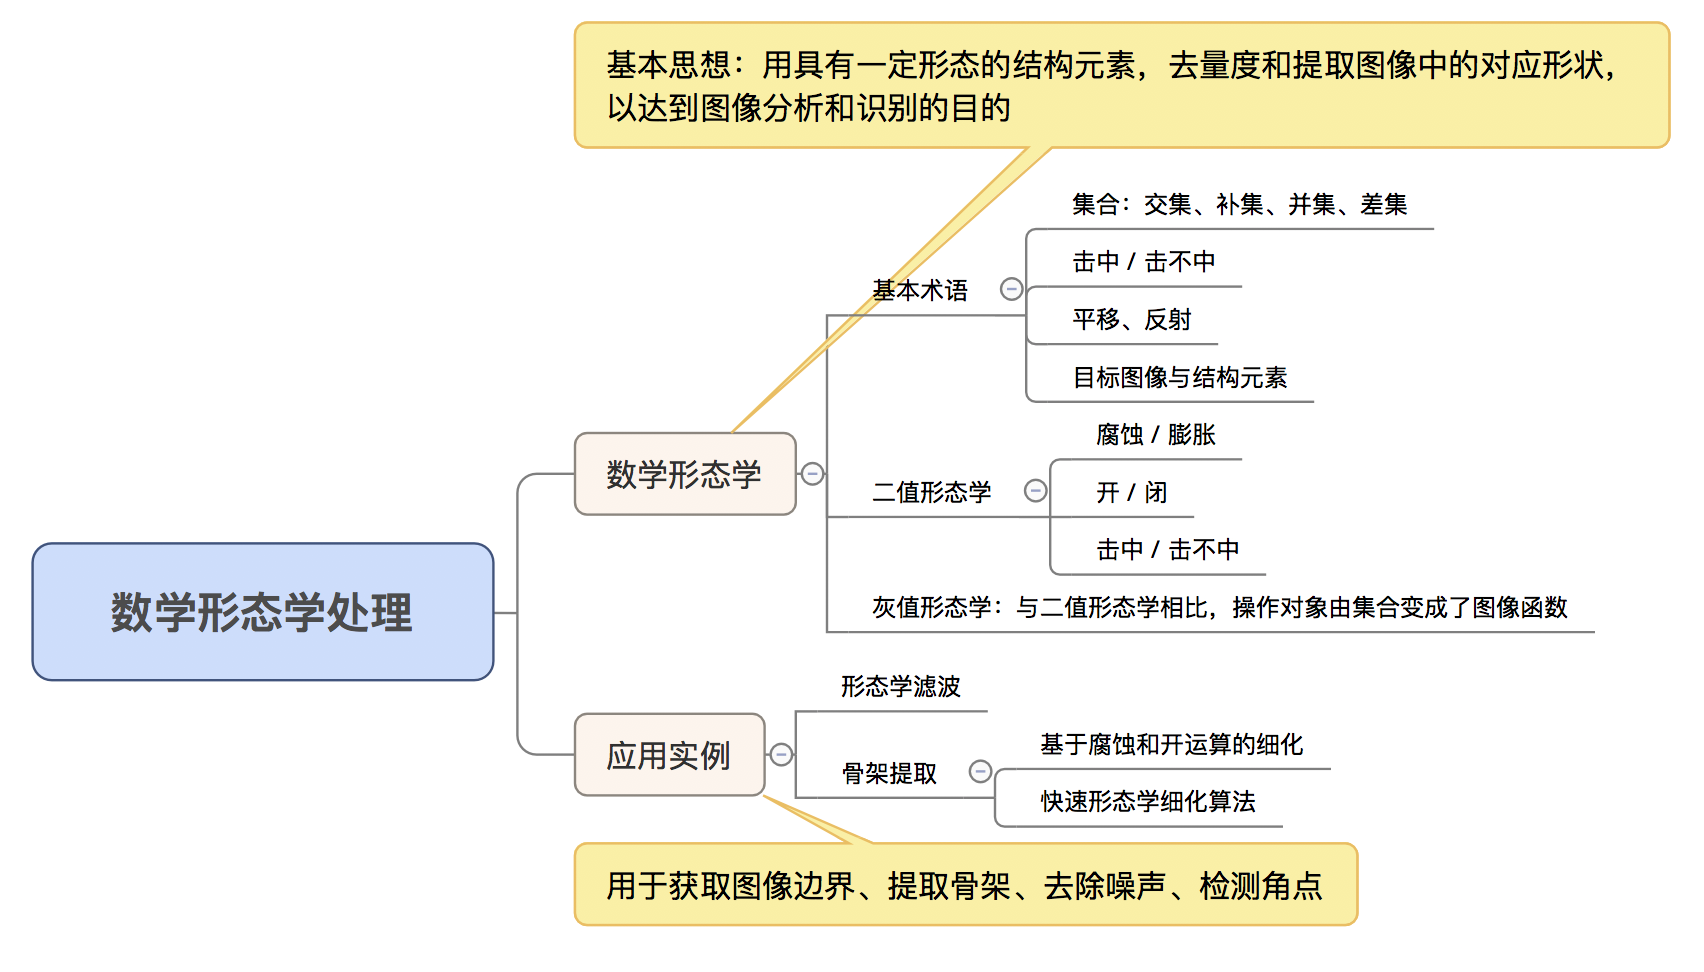 基本思想：用具有一定形态的结构元素，去量度和提取图像中的对应形状，
以达到图像分析和识别的目的
集合：交集、补集、并集、差集
击中 / 击不中
基本术语
平移、反射
目标图像与结构元素
腐蚀 / 膨胀
数学形态学
二值形态学
开 / 闭
击中 / 击不中
数学形态学处理
灰值形态学：与二值形态学相比，操作对象由集合变成了图像函数
形态学滤波
应用实例
基于腐蚀和开运算的细化
骨架提取
快速形态学细化算法
用于获取图像边界、提取骨架、去除噪声、检测角点